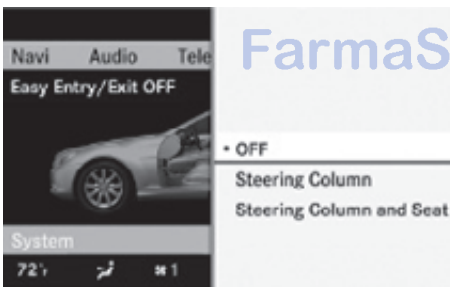 Navi Audio Tele
FarmaS
Easy Entry/Exit OFF
• OFF
Steering Column
Steering Column and Seat
System
72°F 1